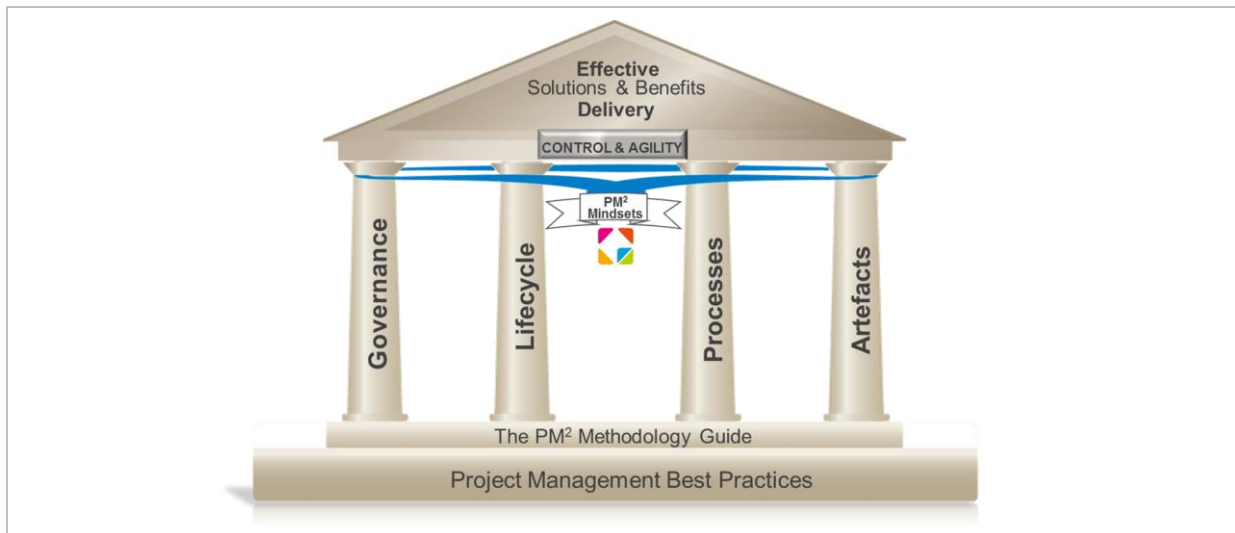 Effective
Solutions & Benefits
Delivery
CONTROL & AGILITY
PM²
Mindsets
Governance
Lifecycle
Processes
Artefacts
The PM² Methodology Guide
Project Management Best Practices